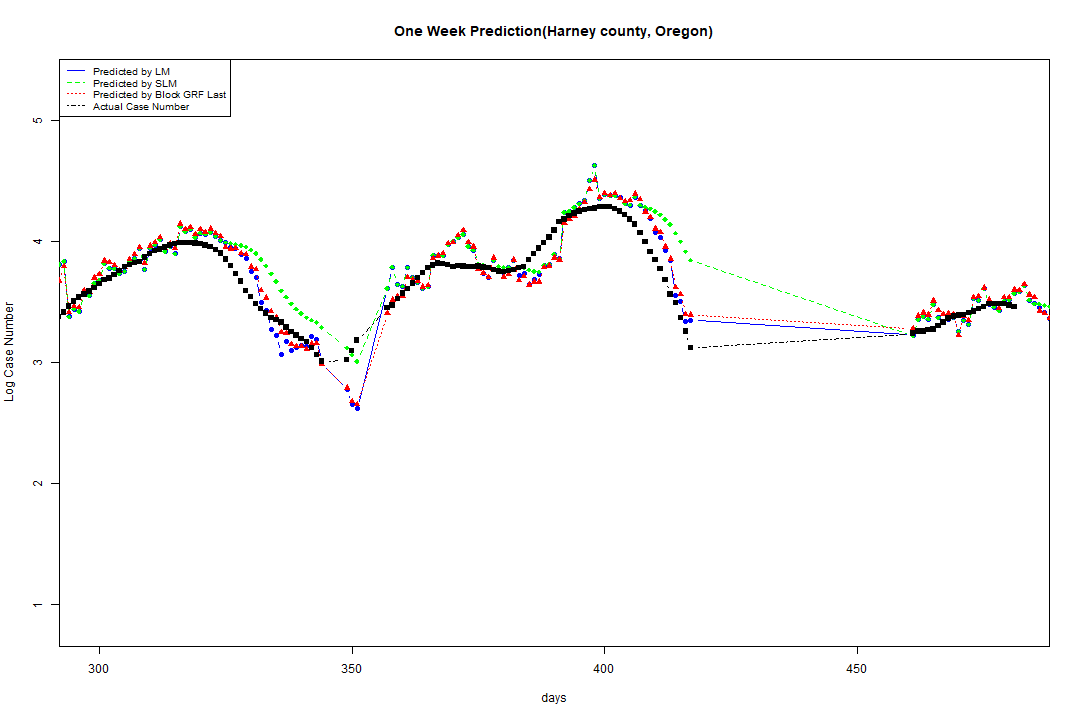 One Week Prediction(Harney county, Oregon)
Predicted by LM
Predicted by SLM
Predicted by Block GRF Last
Actual Case Number
5
4
3
2
1
Log Case Number
300 350 400 450
days